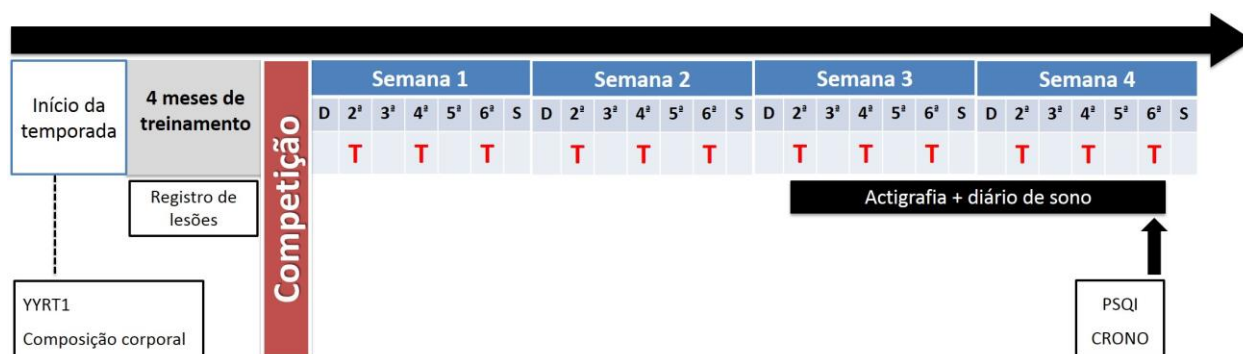 Início da
temporada
4 meses de
treinamento
Registro de
lesões
YYRT1
Composição corporal
Competição
Semana 1 Semana 2 Semana 3 Semana 4
D 2ª 3ª 4ª 5ª 6ª S D 2ª 3ª 4ª 5ª 6ª S D 2ª 3ª 4ª 5ª 6ª S D 2ª 3ª 4ª 5ª 6ª S
T T T T T T T T T T T T
Actigrafia + diário de sono
PSQI
CRONO